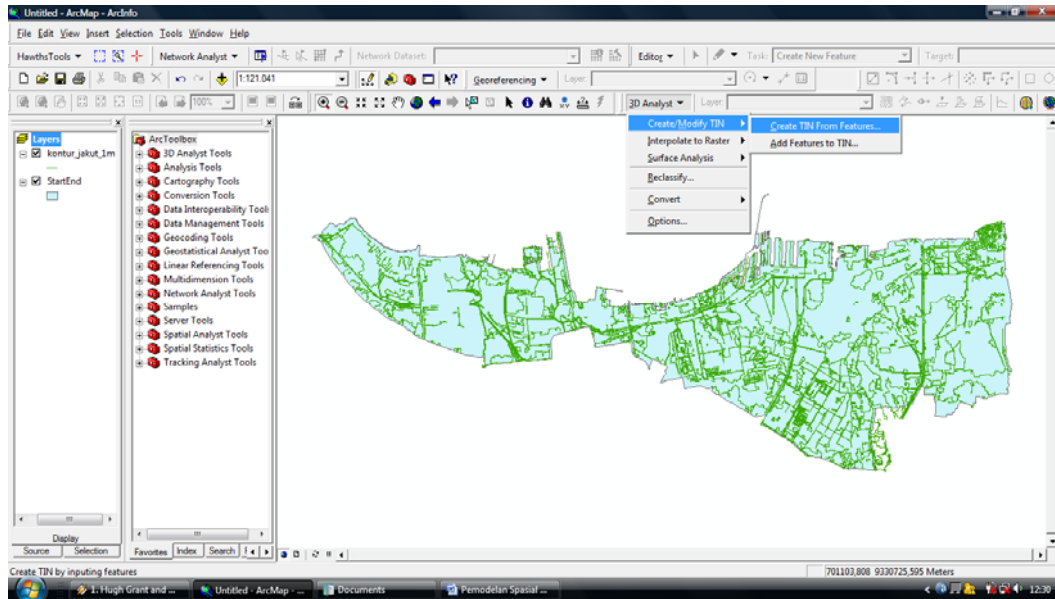 Untitled - ArcMap - ArcInfo
File Edit View Insert Selection Tools Window Help
HawthsTools Network Analyst Network Dataset: Editor Task: Create New Feature Target:
1:121.041 Georeferencing Layer:
100% 3D Analyst Layer:
Layers
kontur_jakut_1m
StartEnd
ArcToolbox
3D Analyst Tools
Analysis Tools
Cartography Tools
Conversion Tools
Data Interoperability Tools
Data Management Tools
Geocoding Tools
Geostatistical Analyst Too
Linear Referencing Tools
Multidimension Tools
Network Analyst Tools
Samples
Server Tools
Spatial Analyst Tools
Spatial Statistics Tools
Tracking Analyst Tools
Create/Modify TIN
Interpolate to Raster
Surface Analysis
Reclassify...
Convert
Options...
Create TIN From Features...
Add Features to TIN...
Display
Source Selection
Favorites Index Search
Create TIN by inputing features
701103,808 9330725,595 Meters
1. Hugh Grant and ... Untitled - ArcMap - ... Documents Pemodelan Spasial ... 12:30